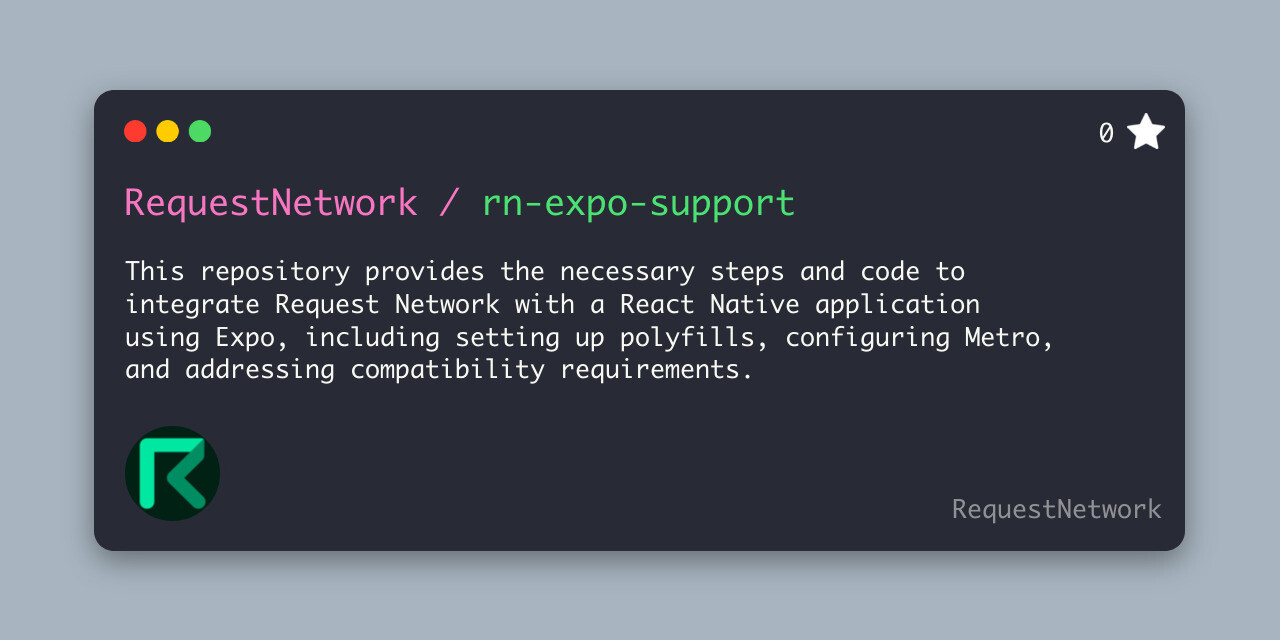 0
RequestNetwork / rn-expo-support
This repository provides the necessary steps and code to
integrate Request Network with a React Native application
using Expo, including setting up polyfills, configuring Metro,
and addressing compatibility requirements.
RequestNetwork